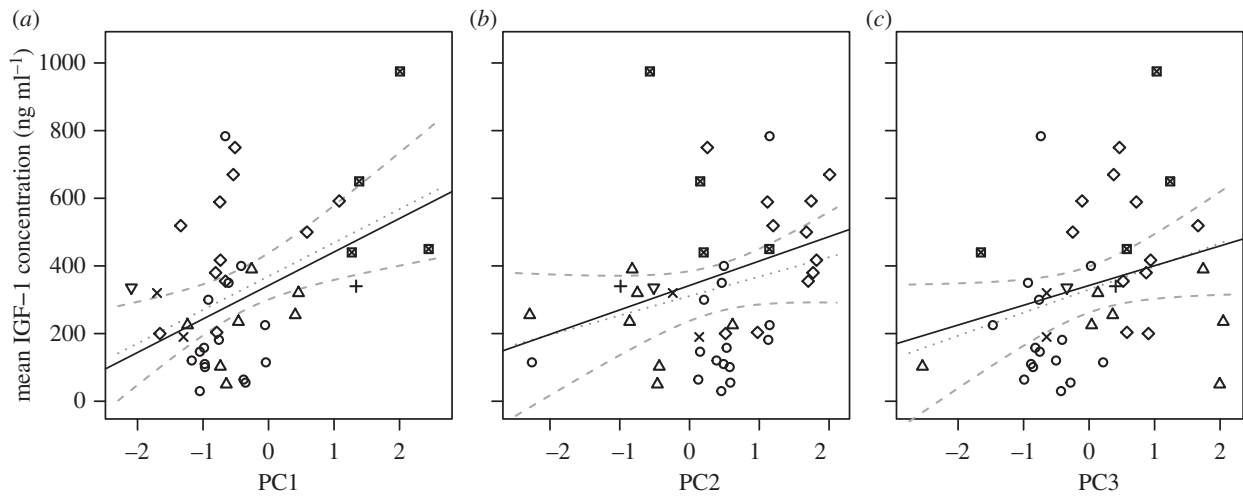 (a)
(b)
(c)
mean IGF–1 concentration (ng ml⁻¹)
1000
800
600
400
200
0
–2 –1 0 1 2
–2 –1 0 1 2
–2 –1 0 1 2
PC1
PC2
PC3